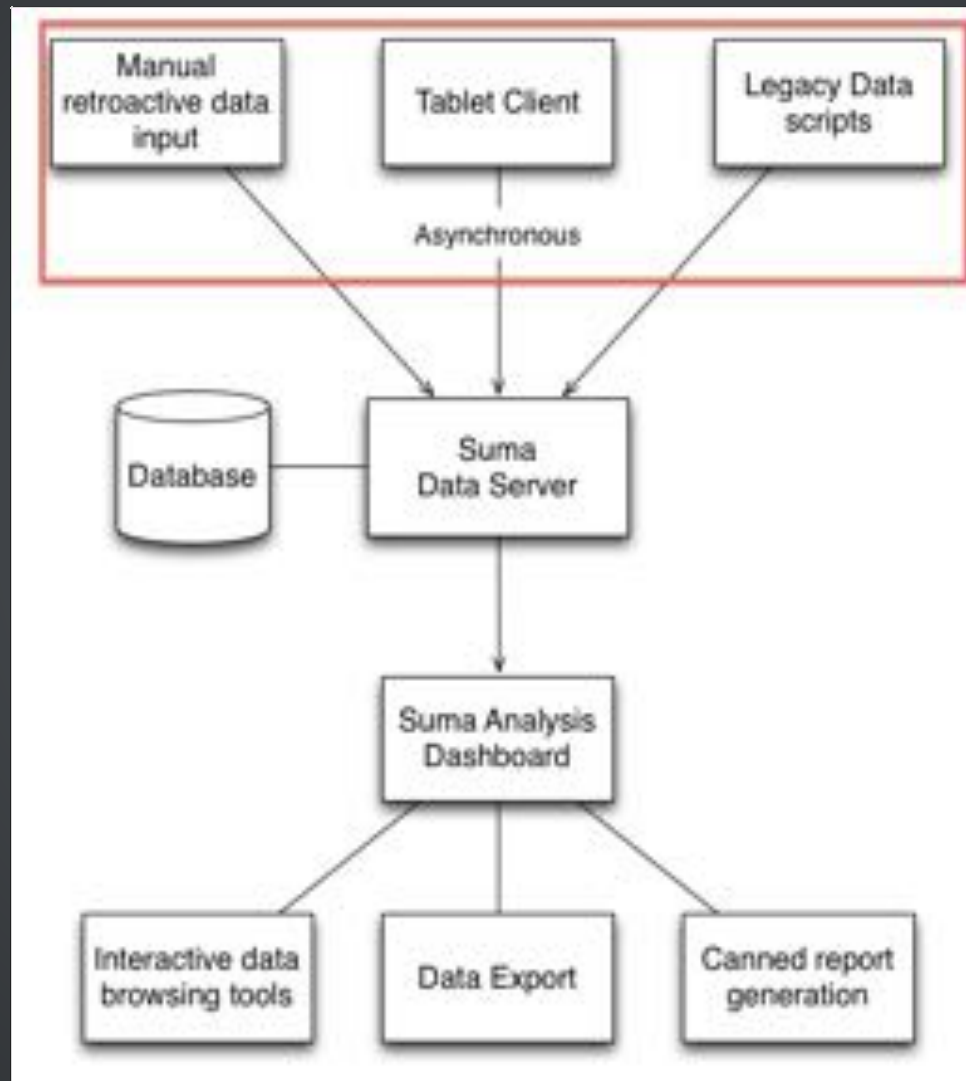 Manual
retroactive data
input
Tablet Client
Legacy Data
scripts
Asynchronous
Database
Suma
Data Server
Suma Analysis
Dashboard
Interactive data
browsing tools
Data Export
Canned report
generation